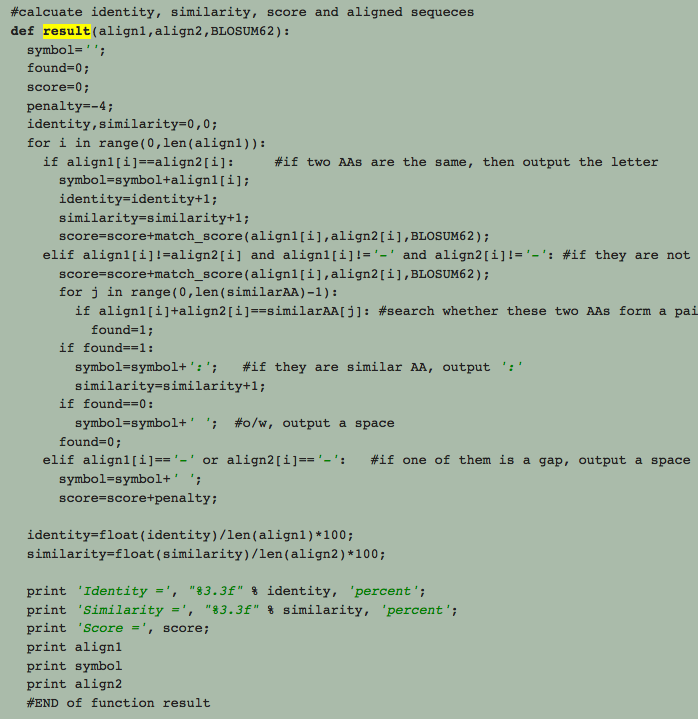 #calcuate identity, similarity, score and aligned sequeces
def result(align1,align2,BLOSUM62):
  symbol='';
  found=0;
  score=0;
  penalty=-4;
  identity,similarity=0,0;
  for i in range(0,len(align1)):
    if align1[i]==align2[i]:     #if two AAs are the same, then output the letter
      symbol=symbol+align1[i];
      identity=identity+1;
      similarity=similarity+1;
      score=score+match_score(align1[i],align2[i],BLOSUM62);
    elif align1[i]!=align2[i] and align1[i]!='-' and align2[i]!='-': #if they are not
      score=score+match_score(align1[i],align2[i],BLOSUM62);
      for j in range(0,len(similarAA)-1):
        if align1[i]+align2[i]==similarAA[j]: #search whether these two AAs form a pai
          found=1;
      if found==1:
        symbol=symbol+':';   #if they are similar AA, output ':'
        similarity=similarity+1;
      if found==0:
        symbol=symbol+' ';  #o/w, output a space
      found=0;
    elif align1[i]=='-' or align2[i]=='-':   #if one of them is a gap, output a space
      symbol=symbol+' ';
      score=score+penalty;

  identity=float(identity)/len(align1)*100;
  similarity=float(similarity)/len(align2)*100;

  print 'Identity =', "%3.3f" % identity, 'percent';
  print 'Similarity =', "%3.3f" % similarity, 'percent';
  print 'Score =', score;
  print align1
  print symbol
  print align2
  #END of function result